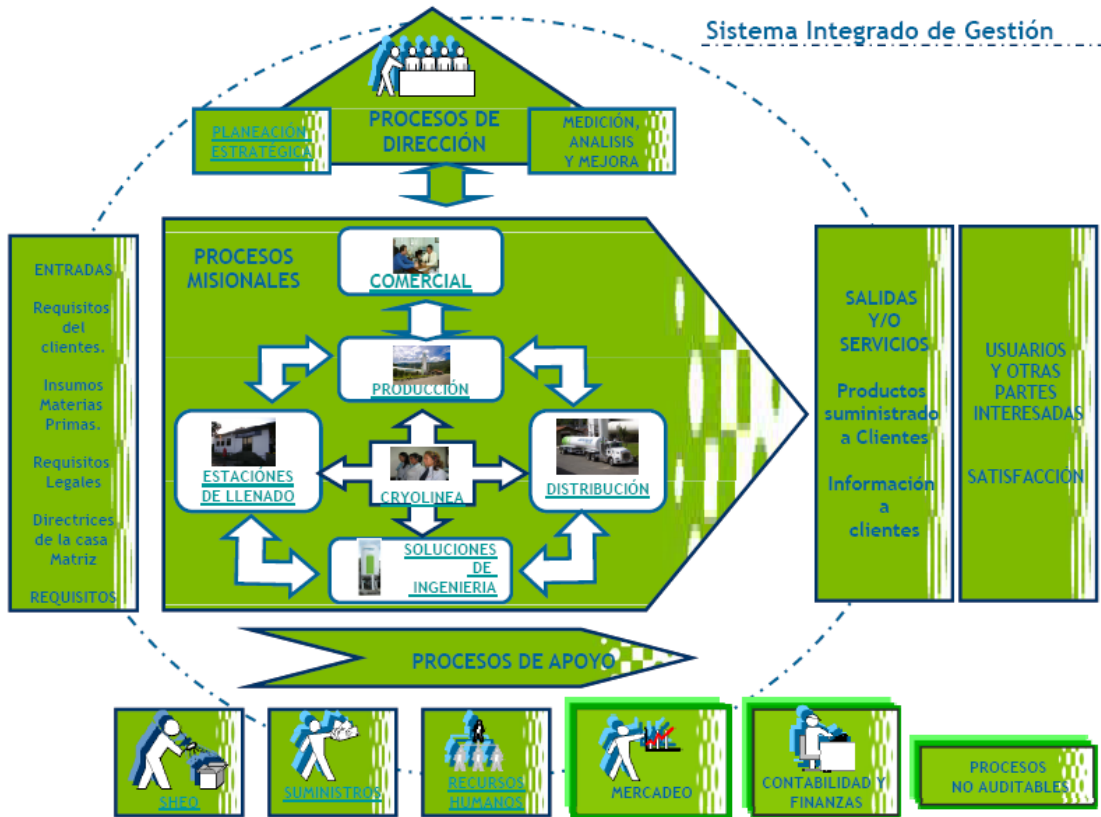 Sistema Integrado de Gestión
PROCESOS DE
DIRECCIÓN
PLANEACIÓN
ESTRATÉGICA
MEDICIÓN,
ANALISIS
Y MEJORA
ENTRADAS
Requisitos
del
clientes.
Insumos
Materias
Primas.
Requisitos
Legales
Directrices
de la casa
Matriz
REQUISITOS
PROCESOS
MISIONALES
COMERCIAL
PRODUCCIÓN
ESTACIÓNES
DE LLENADO
CRYOLINEA
DISTRIBUCIÓN
SOLUCIONES
DE
INGENIERIA
SALIDAS
Y/O
SERVICIOS
Productos
suministrado
a Clientes
Información
a
clientes
USUARIOS
Y OTRAS
PARTES
INTERESADAS
SATISFACCIÓN
PROCESOS DE APOYO
SHEQ
SUMINISTROS
RECURSOS
HUMANOS
MERCADEO
CONTABILIDAD Y
FINANZAS
PROCESOS
NO AUDITABLES